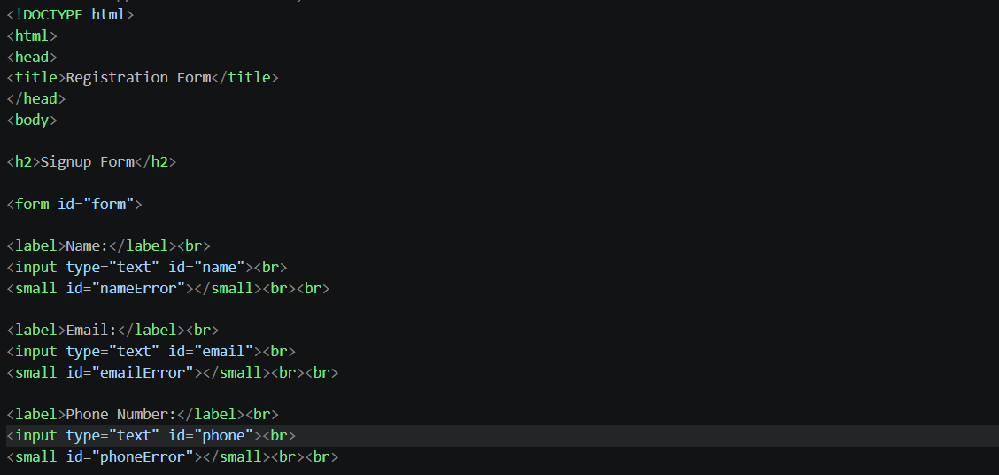 <!DOCTYPE html>
<html>
<head>
<title>Registration Form</title>
</head>
<body>
<h2>Signup Form</h2>
<form id="form">
<label>Name:</label><br>
<input type="text" id="name"><br>
<small id="nameError"></small><br><br>
<label>Email:</label><br>
<input type="text" id="email"><br>
<small id="emailError"></small><br><br>
<label>Phone Number:</label><br>
<input type="text" id="phone"><br>
<small id="phoneError"></small><br><br>